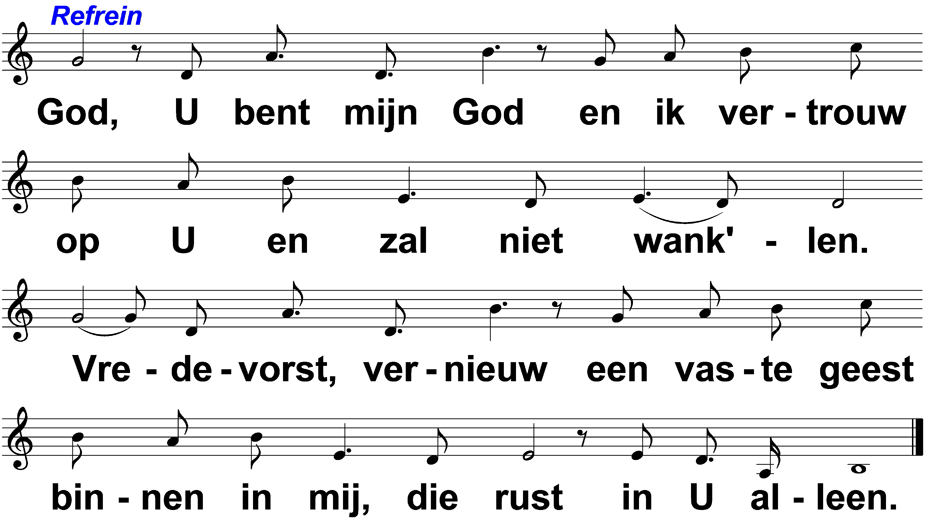 Refrein
God, U bent mijn God en ik ver - trouw
op U en zal niet wank' - len.
Vre - de - vorst, ver - nieuw een vas - te geest
bin - nen in mij, die rust in U al - leen.